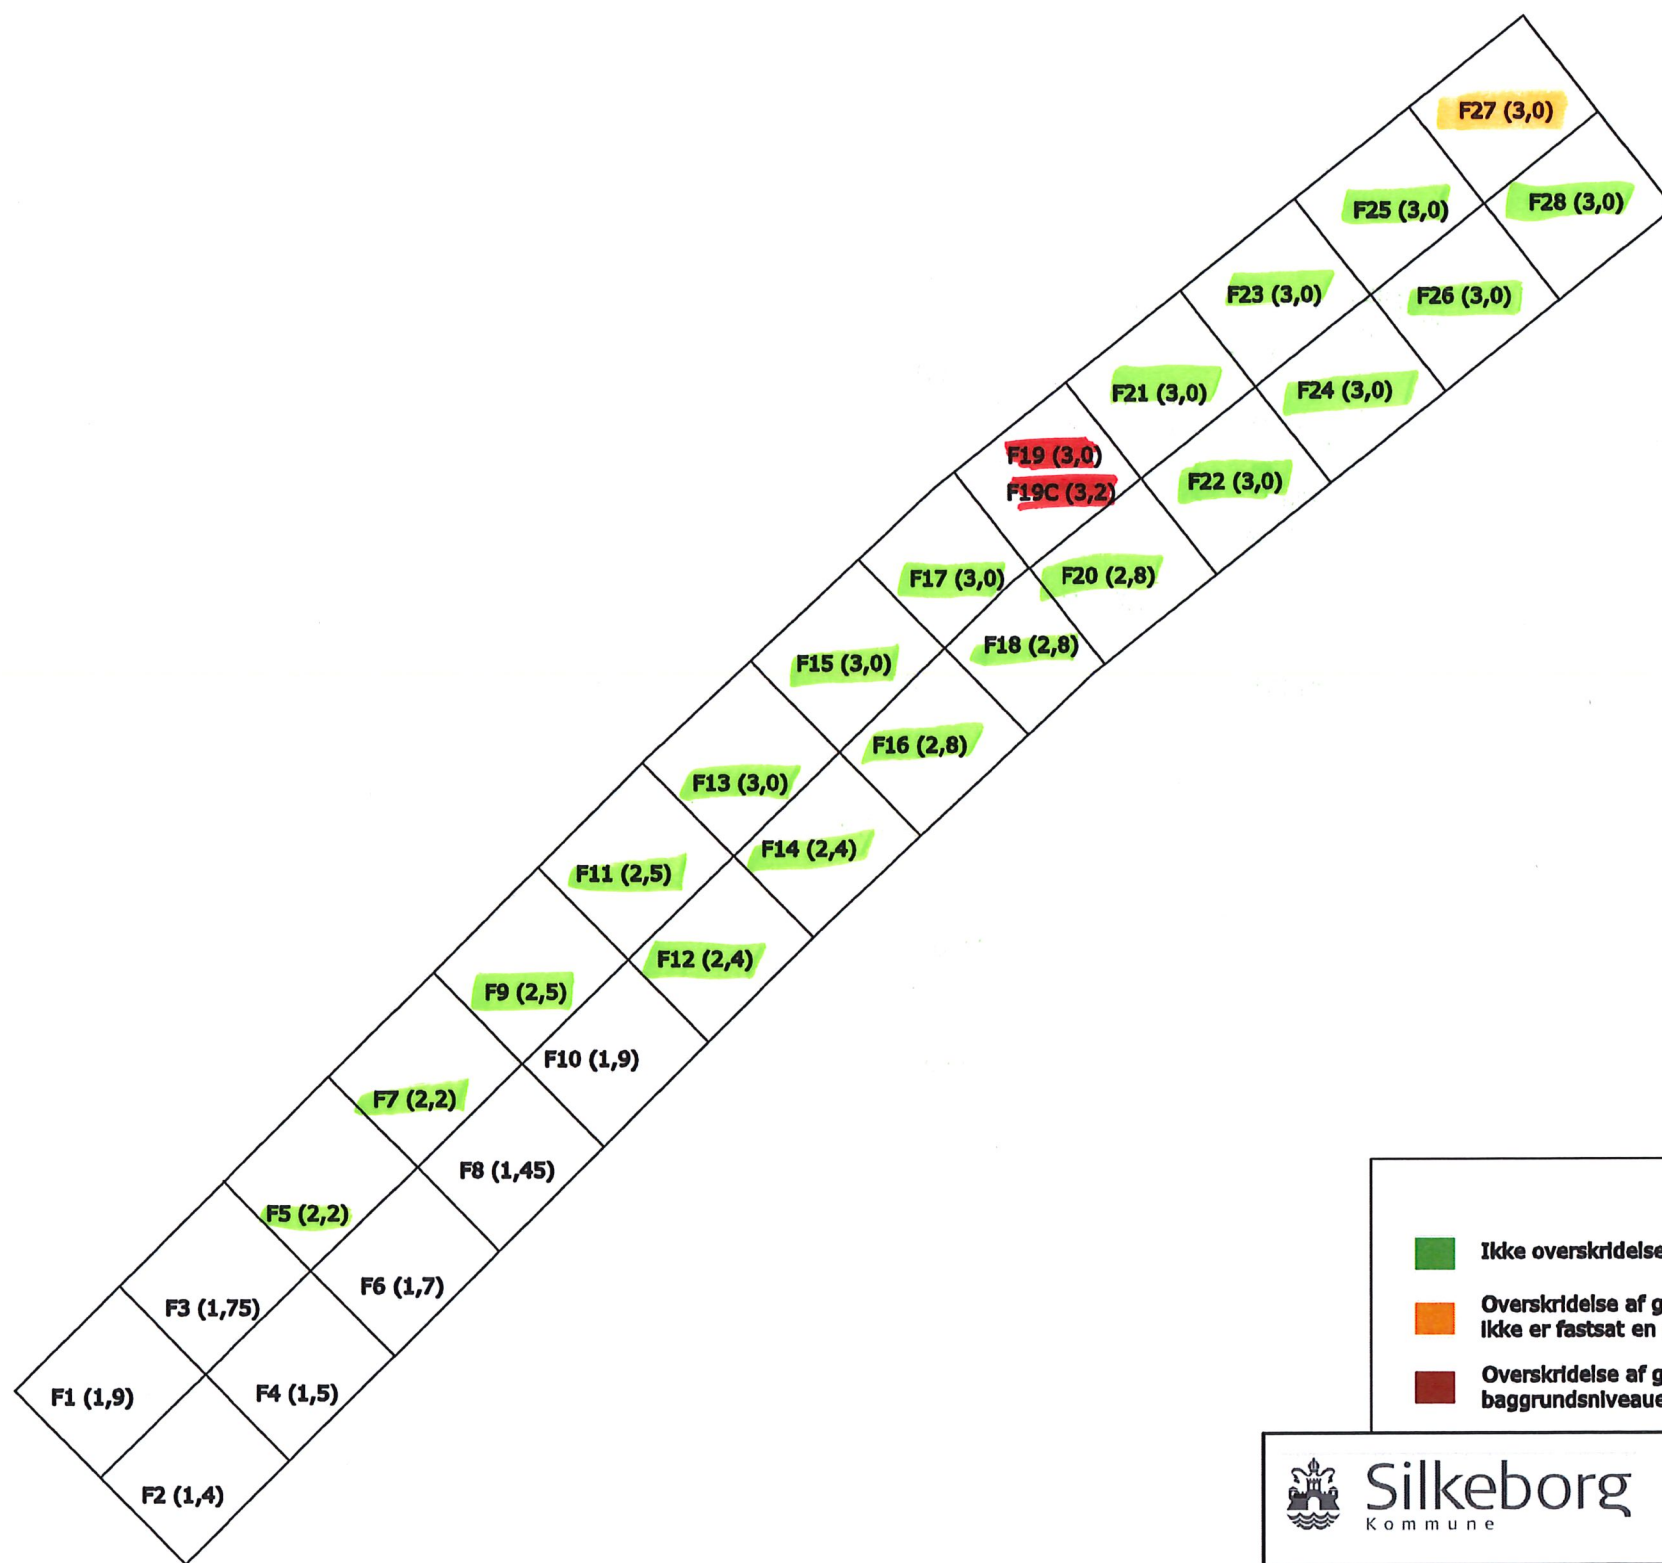 F27 (3,0)
F25 (3,0)
F28 (3,0)
F23 (3,0)
F26 (3,0)
F21 (3,0)
F24 (3,0)
F19 (3,0)
F19C (3,2)
F22 (3,0)
F17 (3,0)
F20 (2,8)
F15 (3,0)
F18 (2,8)
F13 (3,0)
F16 (2,8)
F11 (2,5)
F14 (2,4)
F9 (2,5)
F12 (2,4)
F7 (2,2)
F10 (1,9)
F5 (2,2)
F8 (1,45)
F3 (1,75)
F6 (1,7)
F1 (1,9)
F4 (1,5)
F2 (1,4)
Ikke overskridelse
Overskridelse af g
ikke er fastsat en
Overskridelse af g
baggrundsniveaue
Silkeborg
Kommune